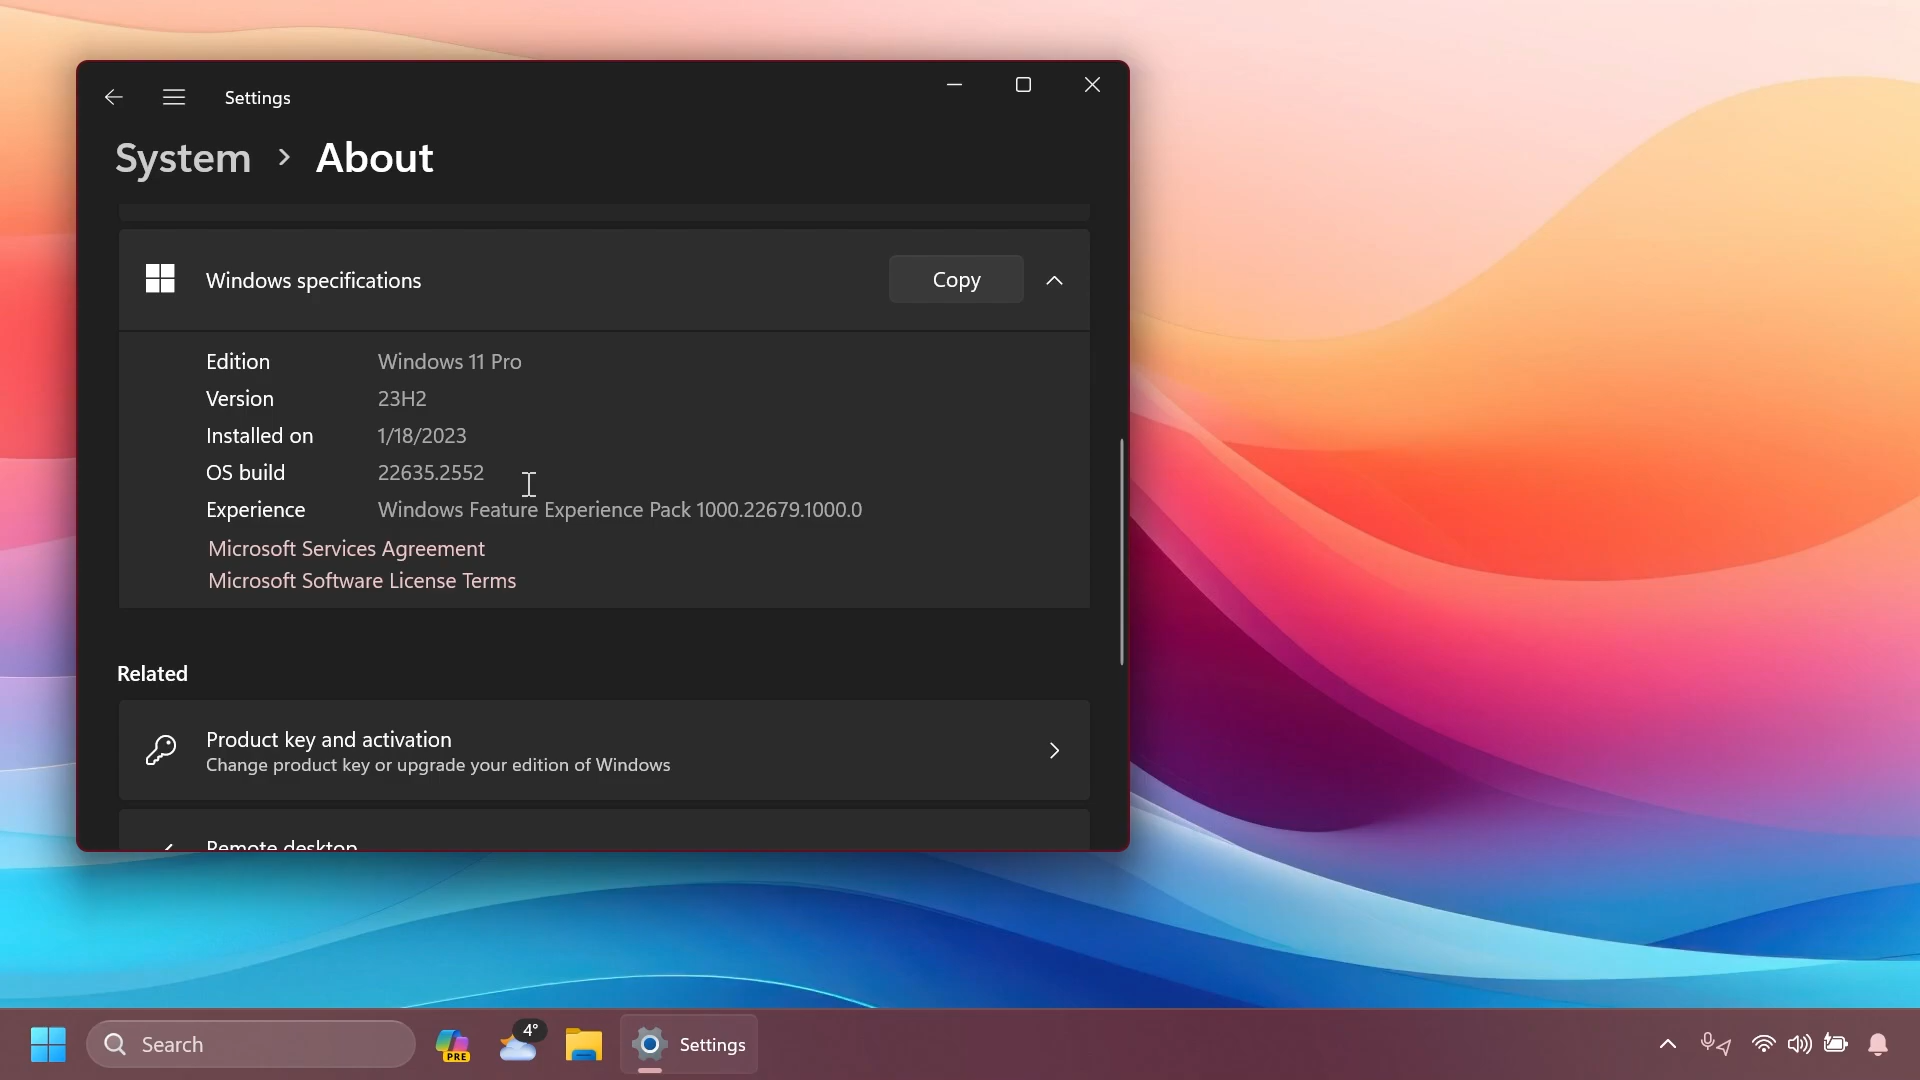 Settings
System > About
Windows specifications
Copy
Edition Windows 11 Pro
Version 23H2
Installed on 1/18/2023
OS build 22635.2552
Experience Windows Feature Experience Pack 1000.22679.1000.0
Microsoft Services Agreement
Microsoft Software License Terms
Related
Product key and activation
Change product key or upgrade your edition of Windows
Remote desktop
Search
PRE
4°
Settings